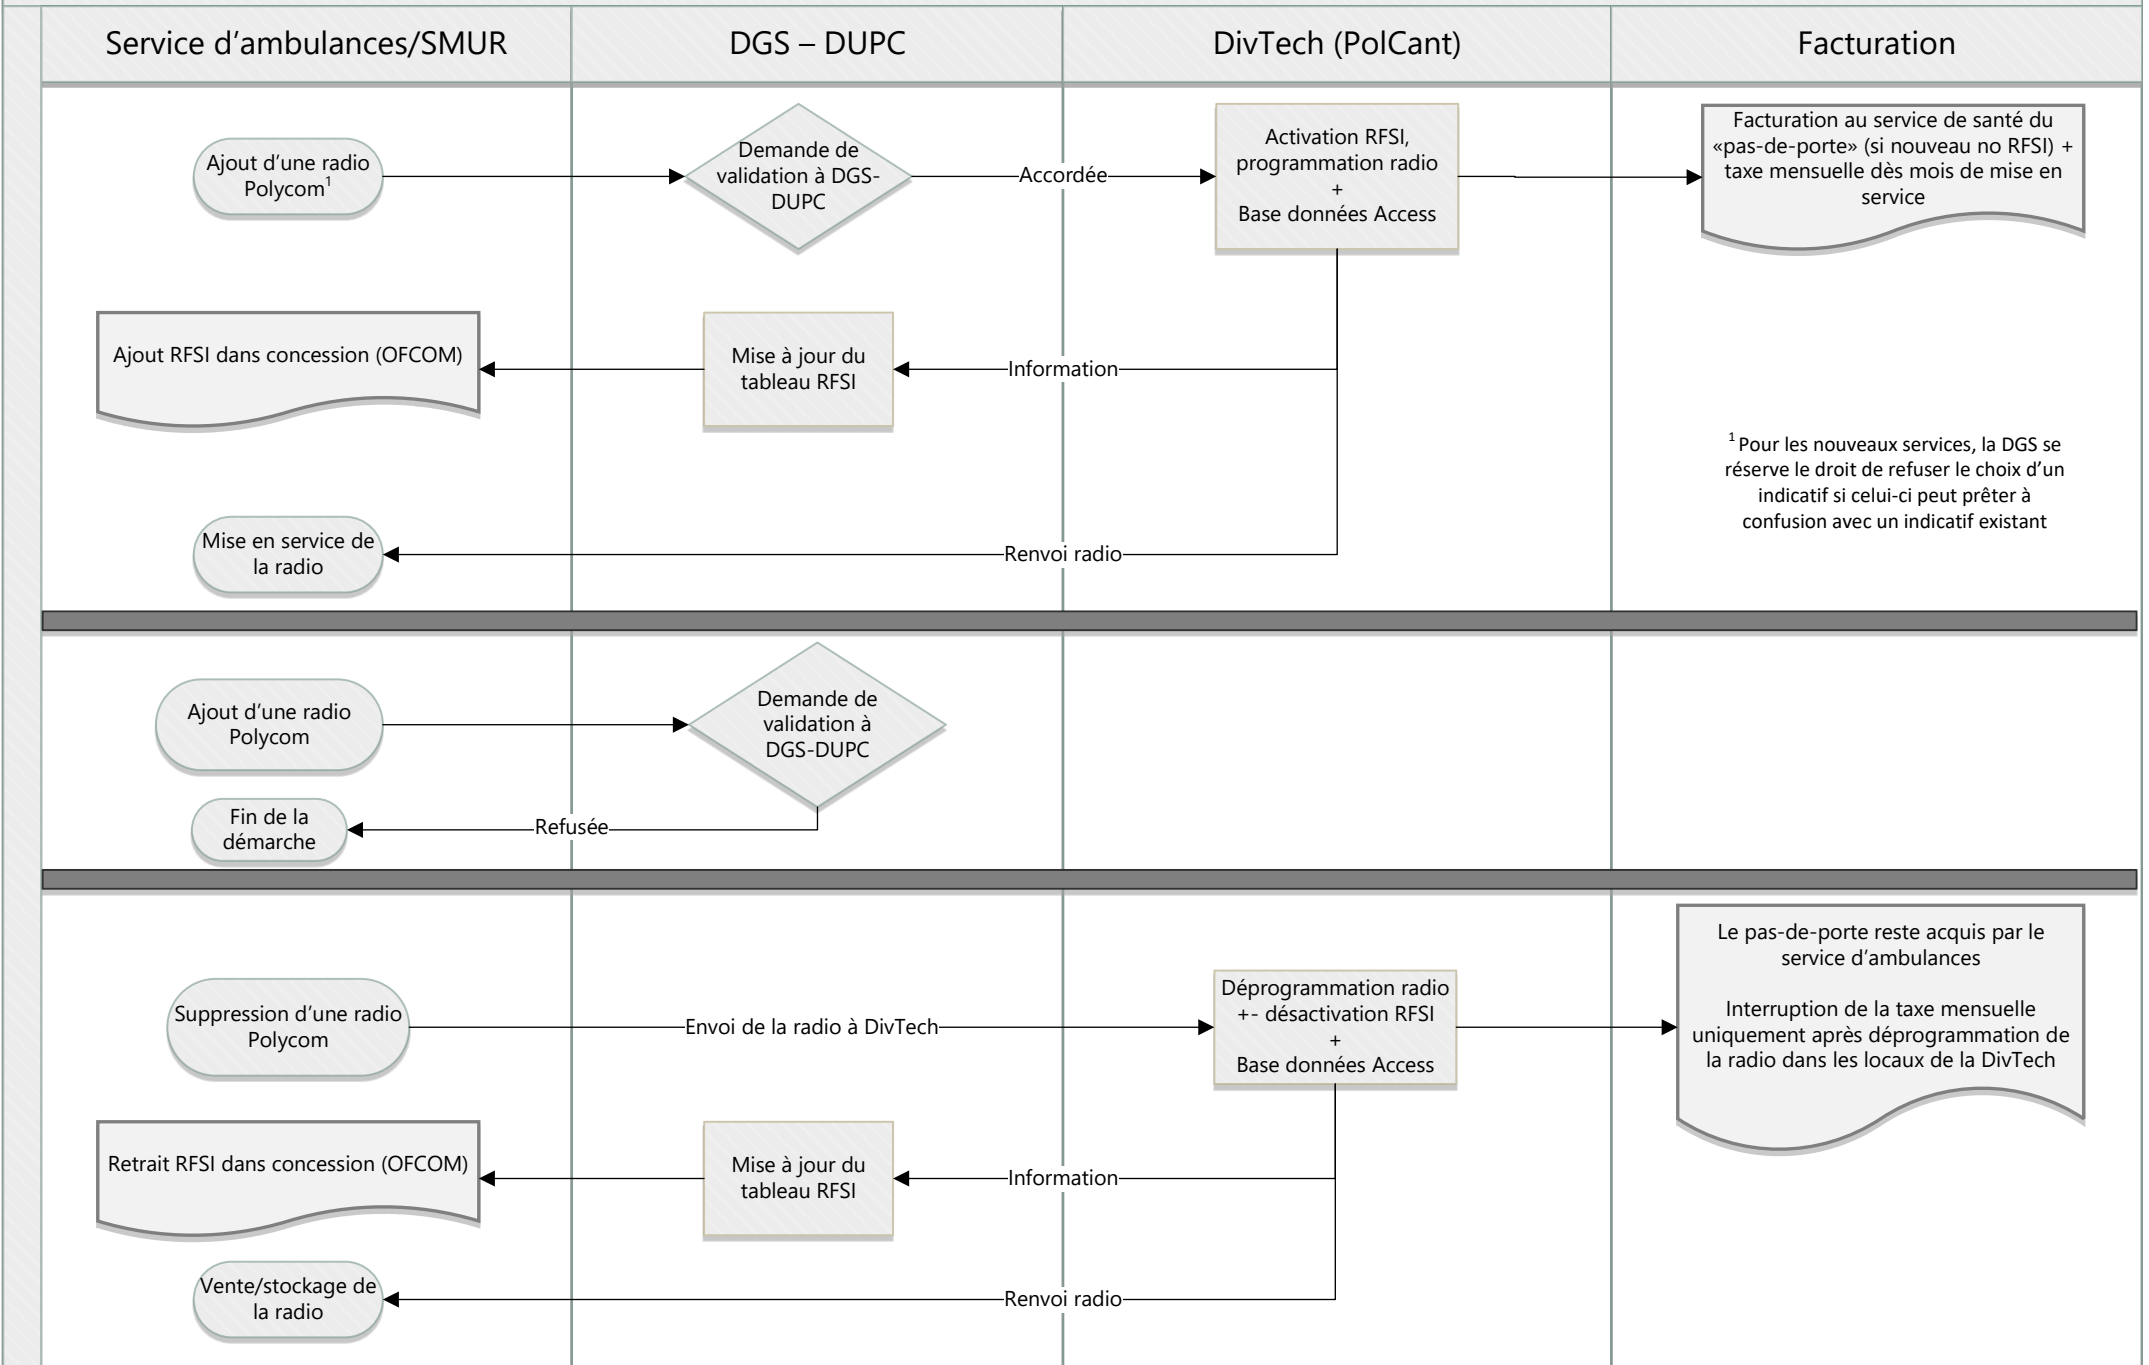 Service d’ambulances/SMUR
DGS – DUPC
DivTech (PolCant)
Facturation
Ajout d’une radio
Polycom¹
Demande de
validation à DGS-
DUPC
Accordée
Activation RFSI,
programmation radio
+
Base données Access
Facturation au service de santé du
«pas-de-porte» (si nouveau no RFSI) +
taxe mensuelle dès mois de mise en
service
Ajout RFSI dans concession (OFCOM)
Mise à jour du
tableau RFSI
Information
¹ Pour les nouveaux services, la DGS se
réserve le droit de refuser le choix d’un
indicatif si celui-ci peut prêter à
confusion avec un indicatif existant
Mise en service de
la radio
Renvoi radio
Ajout d’une radio
Polycom
Demande de
validation à
DGS-DUPC
Fin de la
démarche
Refusée
Suppression d’une radio
Polycom
Envoi de la radio à DivTech
Déprogrammation radio
+- désactivation RFSI
+
Base données Access
Le pas-de-porte reste acquis par le
service d’ambulances
Interruption de la taxe mensuelle
uniquement après déprogrammation de
la radio dans les locaux de la DivTech
Retrait RFSI dans concession (OFCOM)
Mise à jour du
tableau RFSI
Information
Vente/stockage de
la radio
Renvoi radio